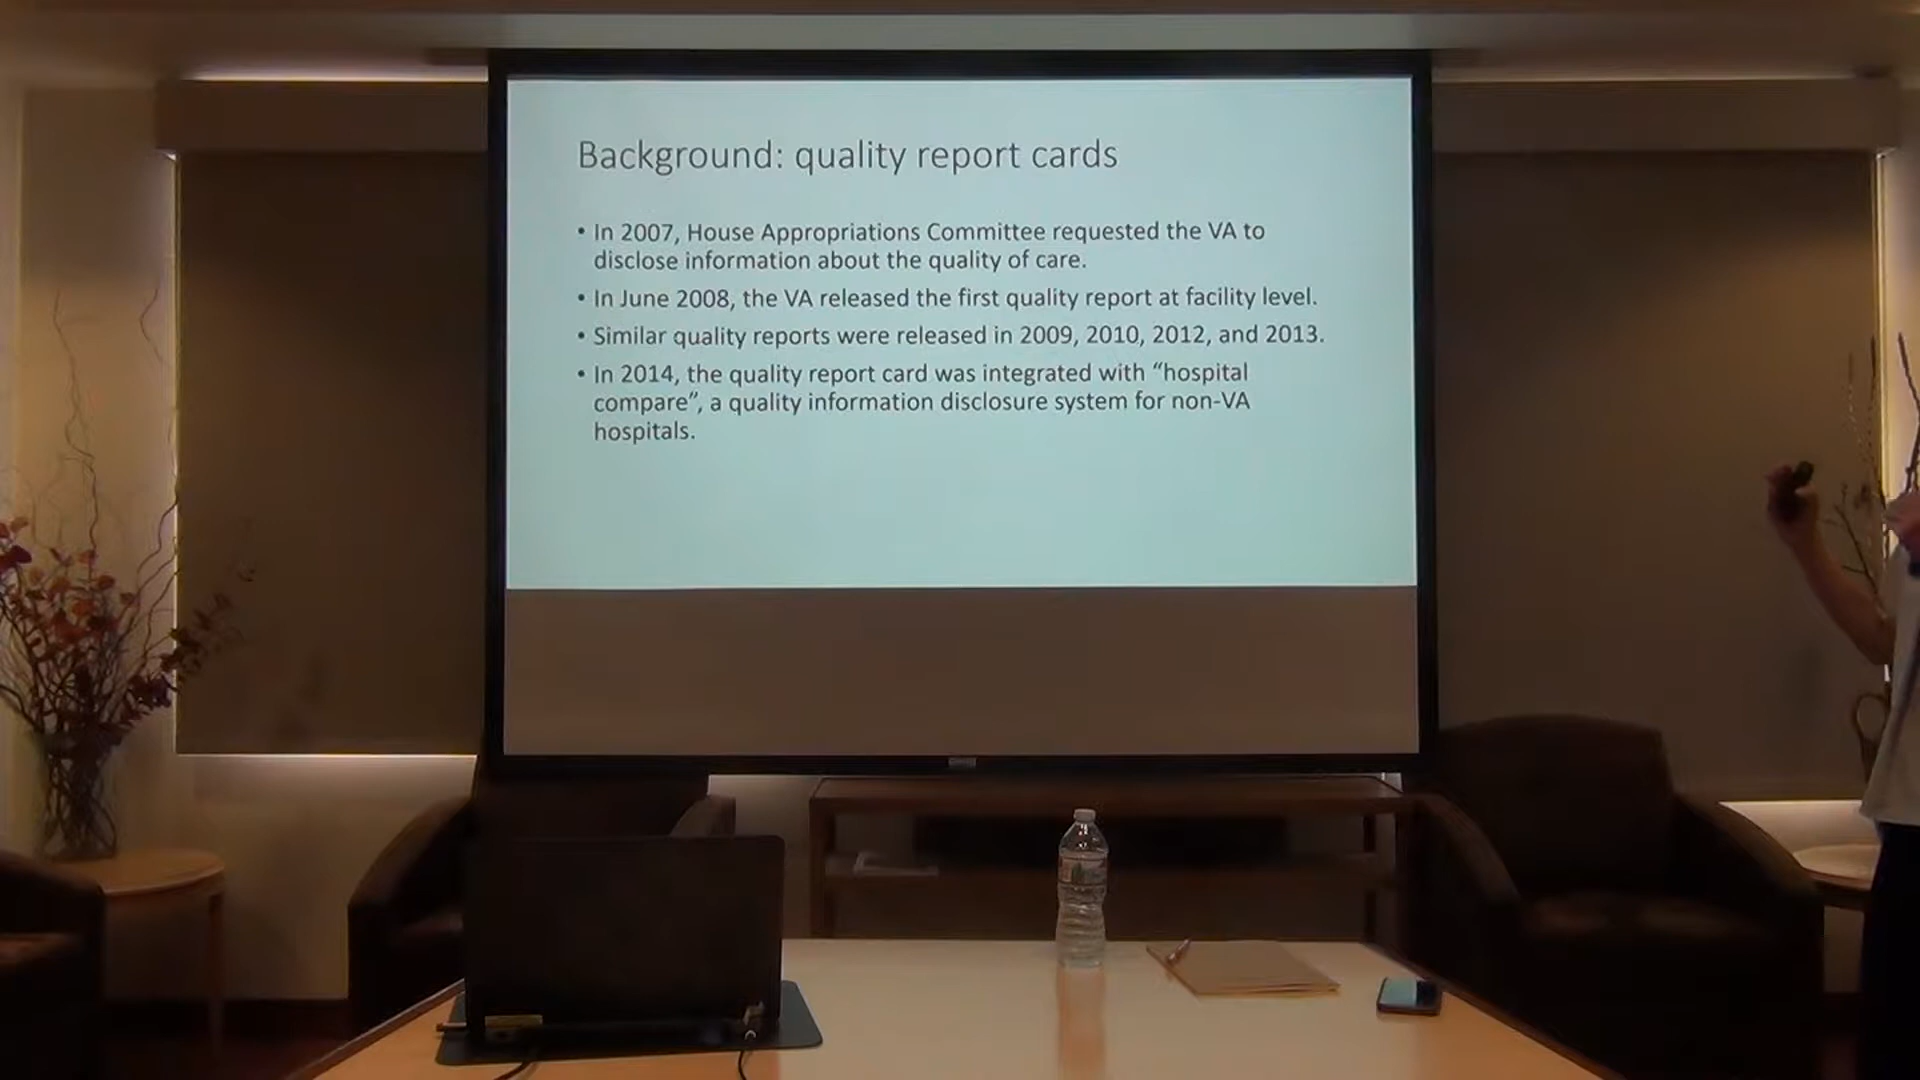 Background: quality report cards
• In 2007, House Appropriations Committee requested the VA to
disclose information about the quality of care.
• In June 2008, the VA released the first quality report at facility level.
• Similar quality reports were released in 2009, 2010, 2012, and 2013.
• In 2014, the quality report card was integrated with “hospital
compare”, a quality information disclosure system for non-VA
hospitals.